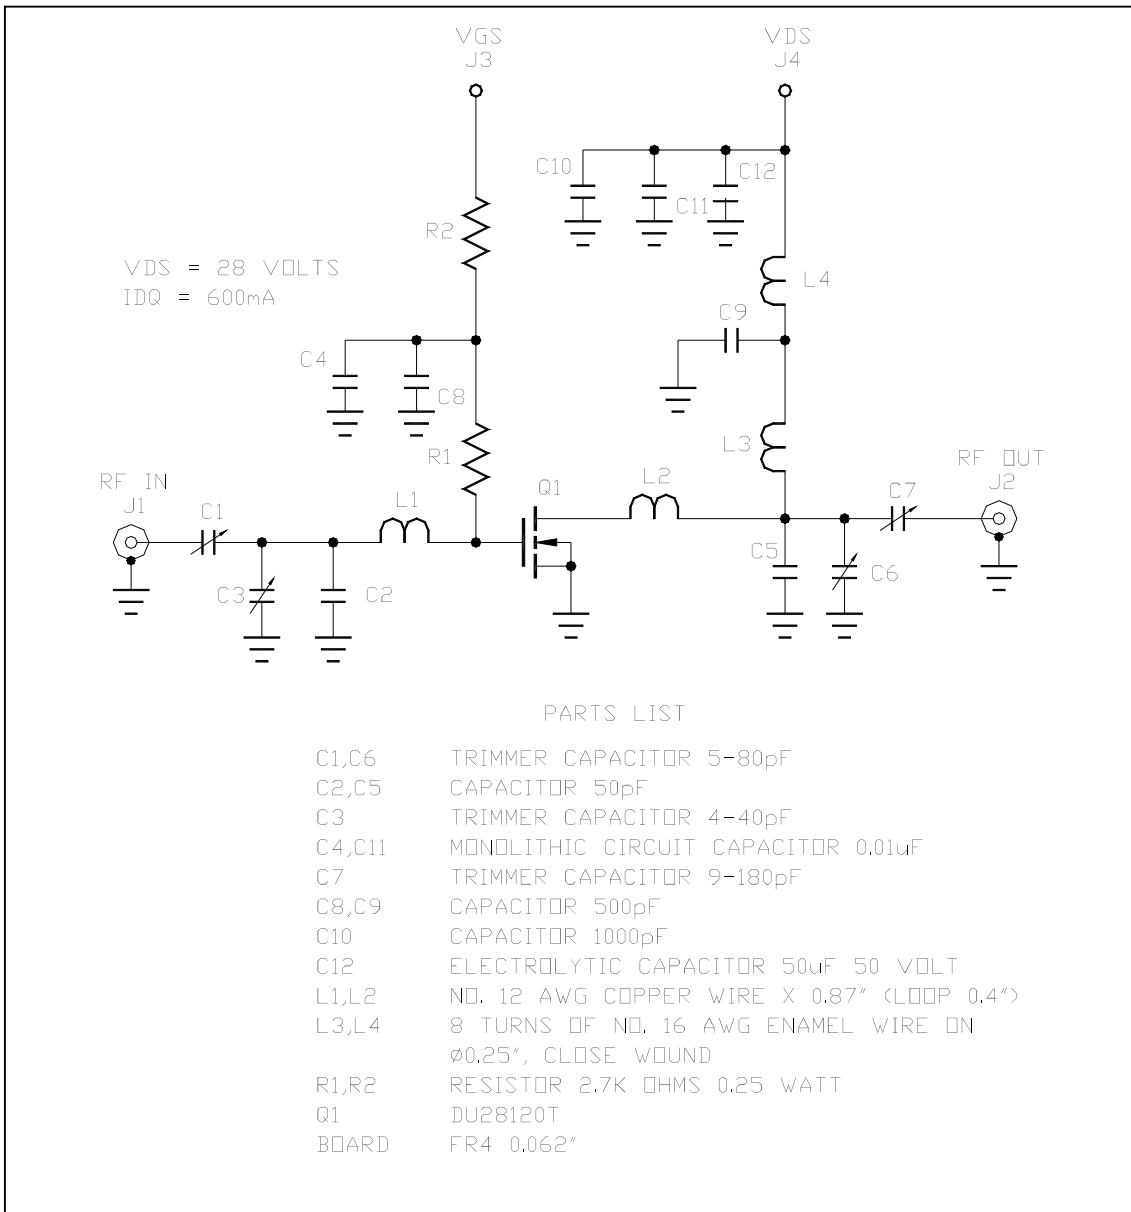 VGS
J3
VDS
J4
C10
C12
C11
R2
VDS = 28 VOLTS
IDQ = 600mA
L4
C9
C4
C8
L3
R1
RF IN
J1
C1
L1
Q1
L2
RF OUT
J2
C7
C5
C6
C3
C2
PARTS LIST
C1,C6 TRIMMER CAPACITOR 5-80pF
C2,C5 CAPACITOR 50pF
C3 TRIMMER CAPACITOR 4-40pF
C4,C11 MONOLITHIC CIRCUIT CAPACITOR 0.01uF
C7 TRIMMER CAPACITOR 9-180pF
C8,C9 CAPACITOR 500pF
C10 CAPACITOR 1000pF
C12 ELECTROLYTIC CAPACITOR 50uF 50 VOLT
L1,L2 NO. 12 AWG COPPER WIRE X 0.87" (LOOP 0.4")
L3,L4 8 TURNS OF NO. 16 AWG ENAMEL WIRE ON
Ø0.25", CLOSE WOUND
R1,R2 RESISTOR 2.7K OHMS 0.25 WATT
Q1 DU28120T
BOARD FR4 0.062"